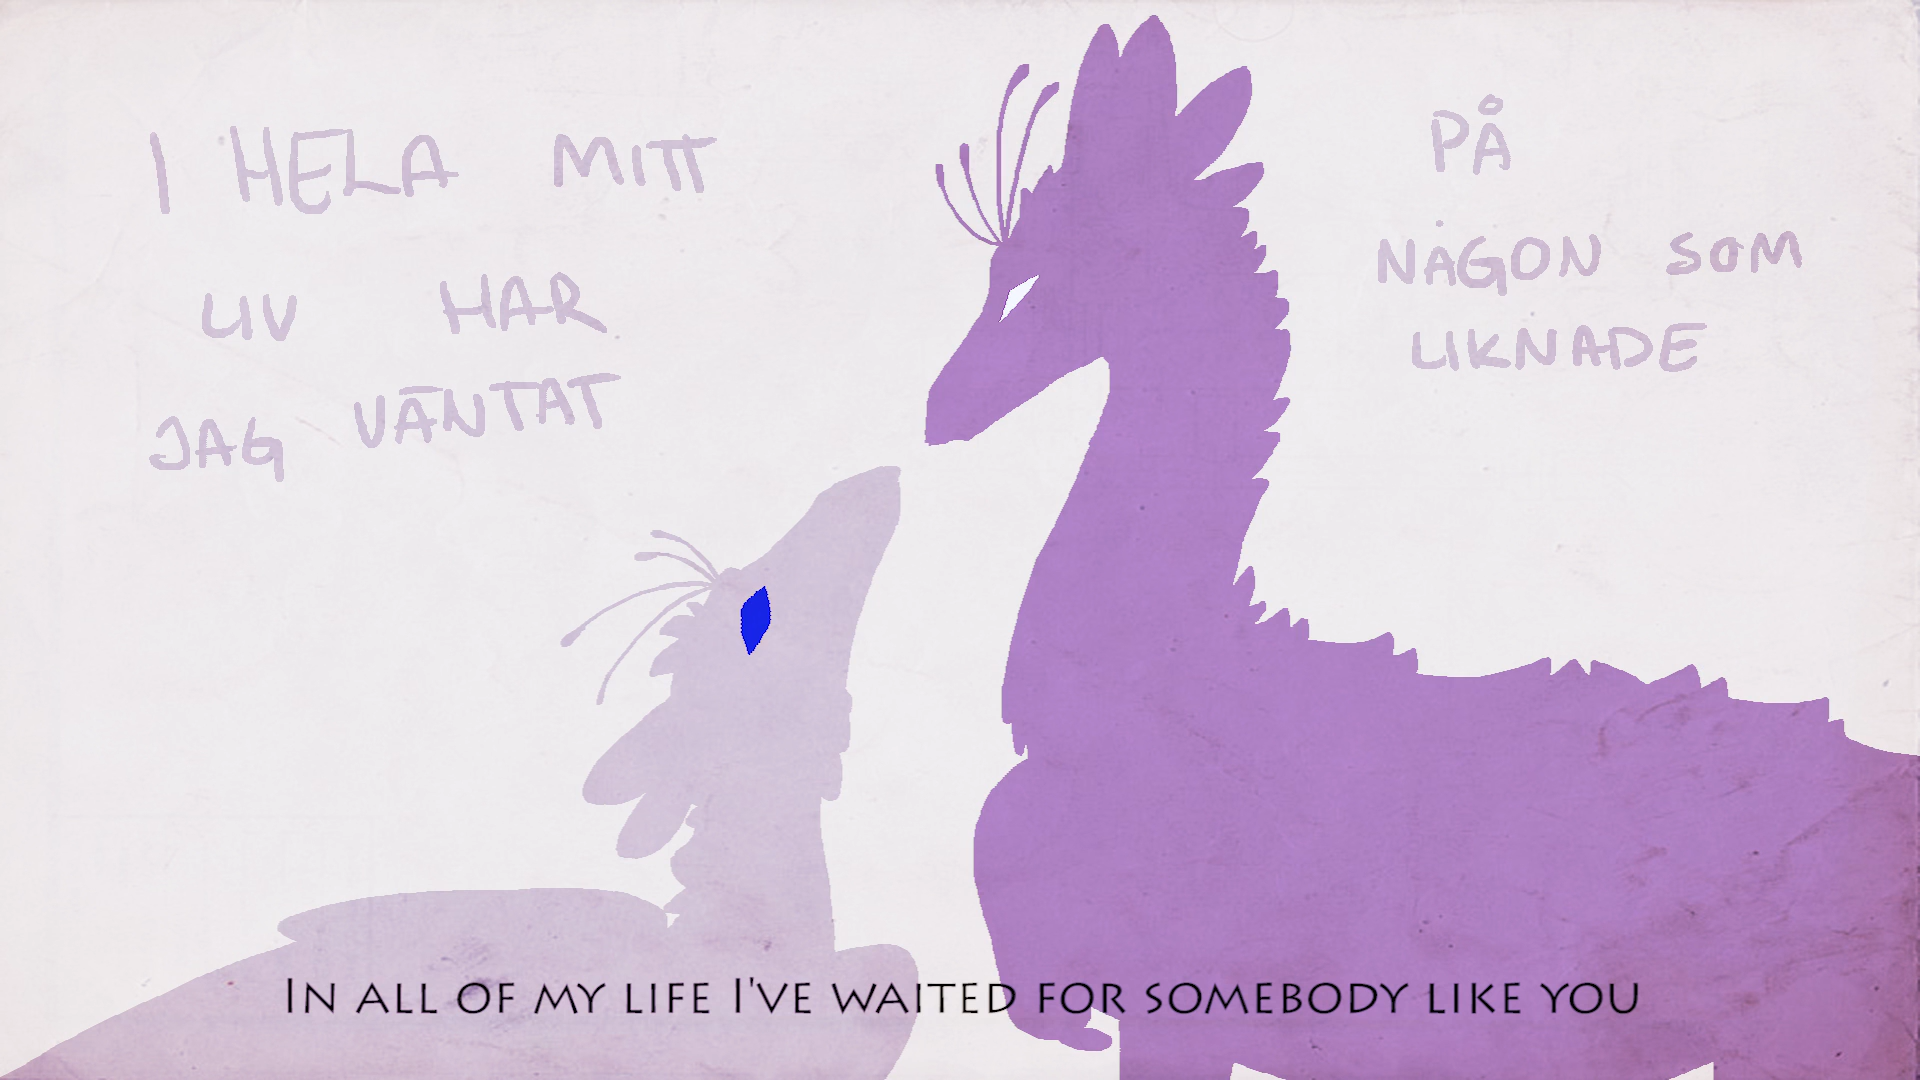 I HELA MITT
LIV HAR
JAG VÄNTAT
PÅ
NÅGON SOM
LIKNADE
IN ALL OF MY LIFE I'VE WAITED FOR SOMEBODY LIKE YOU